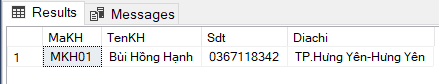 Results Messages
MaKH TenKH Sdt Diachi
1 MKH01 Bùi Hồng Hạnh 0367118342 TP.Hưng Yên-Hưng Yên